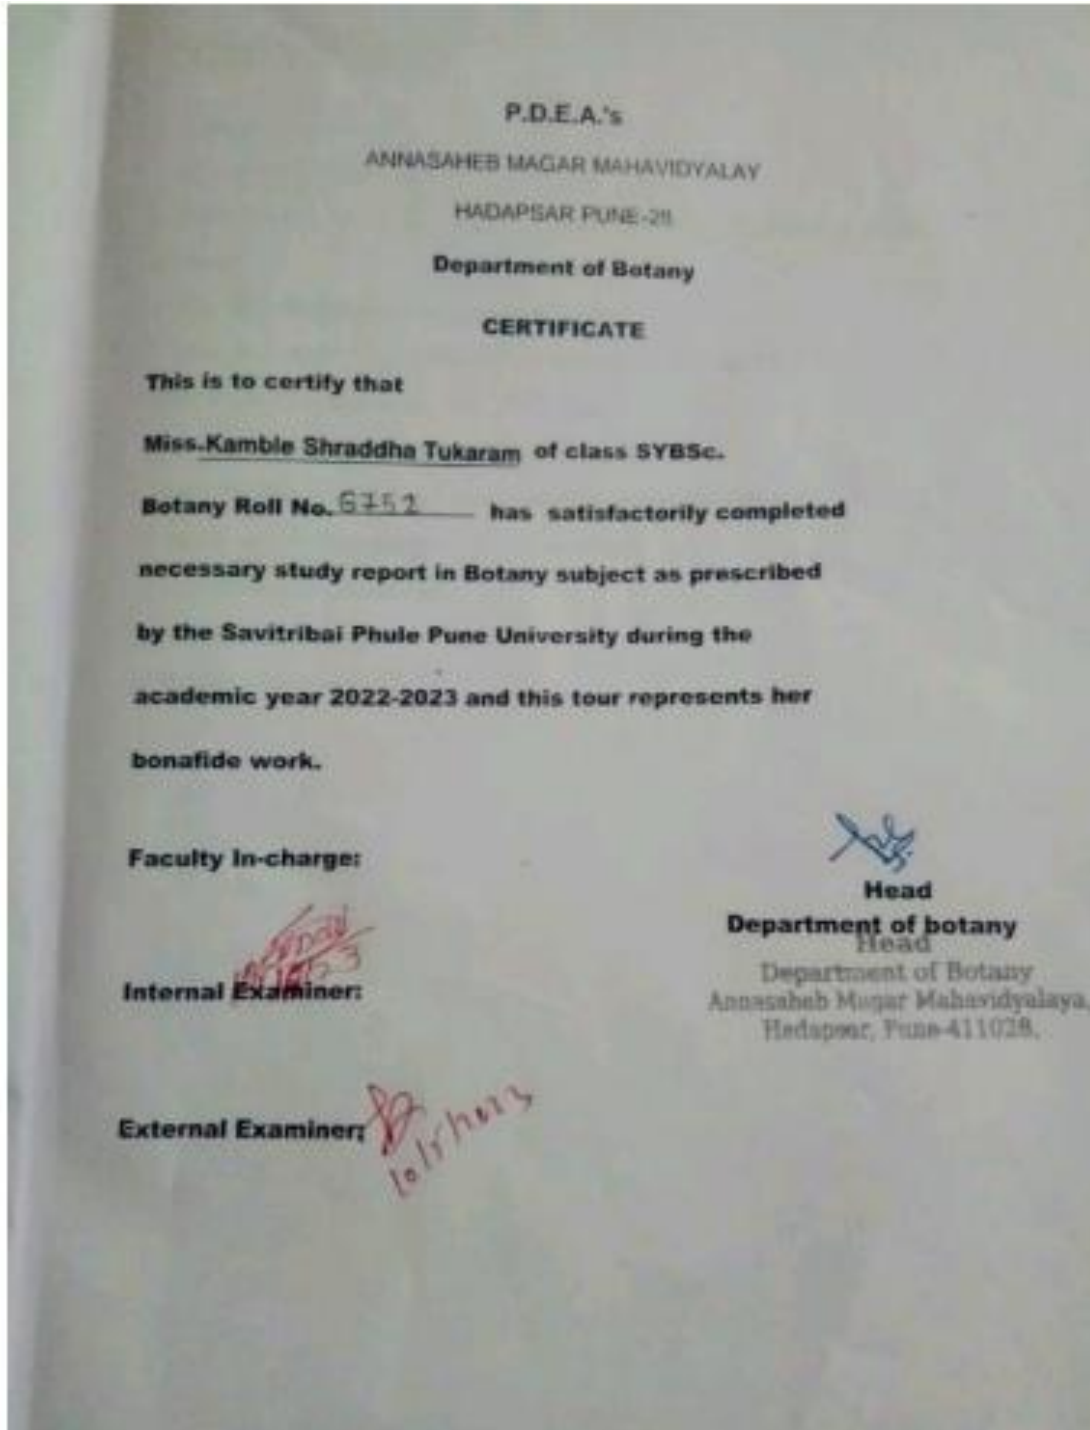 P.D.E.A.'s
ANNASAHEB MAGAR MAHAVIDYALAY
HADAPSAR PUNE-28
Department of Botany
CERTIFICATE
This is to certify that
Miss.Kamble Shraddha Tukaram of class SYBSc.
Botany Roll No. 6752 has satisfactorily completed
necessary study report in Botany subject as prescribed
by the Savitribai Phule Pune University during the
academic year 2022-2023 and this tour represents her
bonafide work.
Faculty In-charge:
Head
Department of botany
Head
Department of Botany
Annasaheb Magar Mahavidyalaya,
Hadapsar, Pune-411028.
Internal Examiner:
External Examiner:
10/5/2023